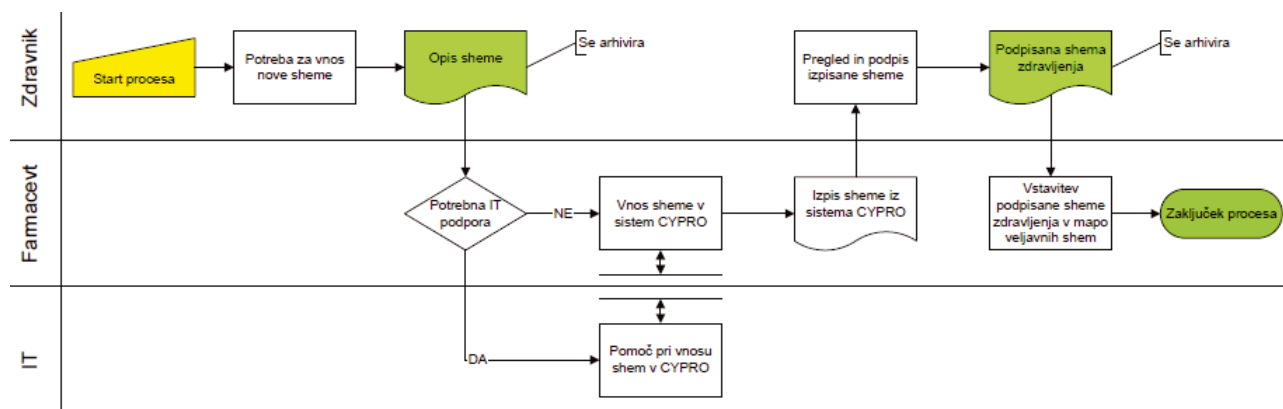 Zdravnik
Start procesa
Potreba za vnos
nove sheme
Opis sheme
Se arhivira
Pregled in podpis
izpisane sheme
Podpisana shema
zdravljenja
Se arhivira
Farmacevt
Potrebna IT
podpora
NE
Vnos sheme v
sistem CYPRO
Izpis sheme iz
sistema CYPRO
Vstavitev
podpisane sheme
zdravljenja v mapo
veljavnih shem
Zaključek procesa
IT
DA
Pomoč pri vnosu
shem v CYPRO